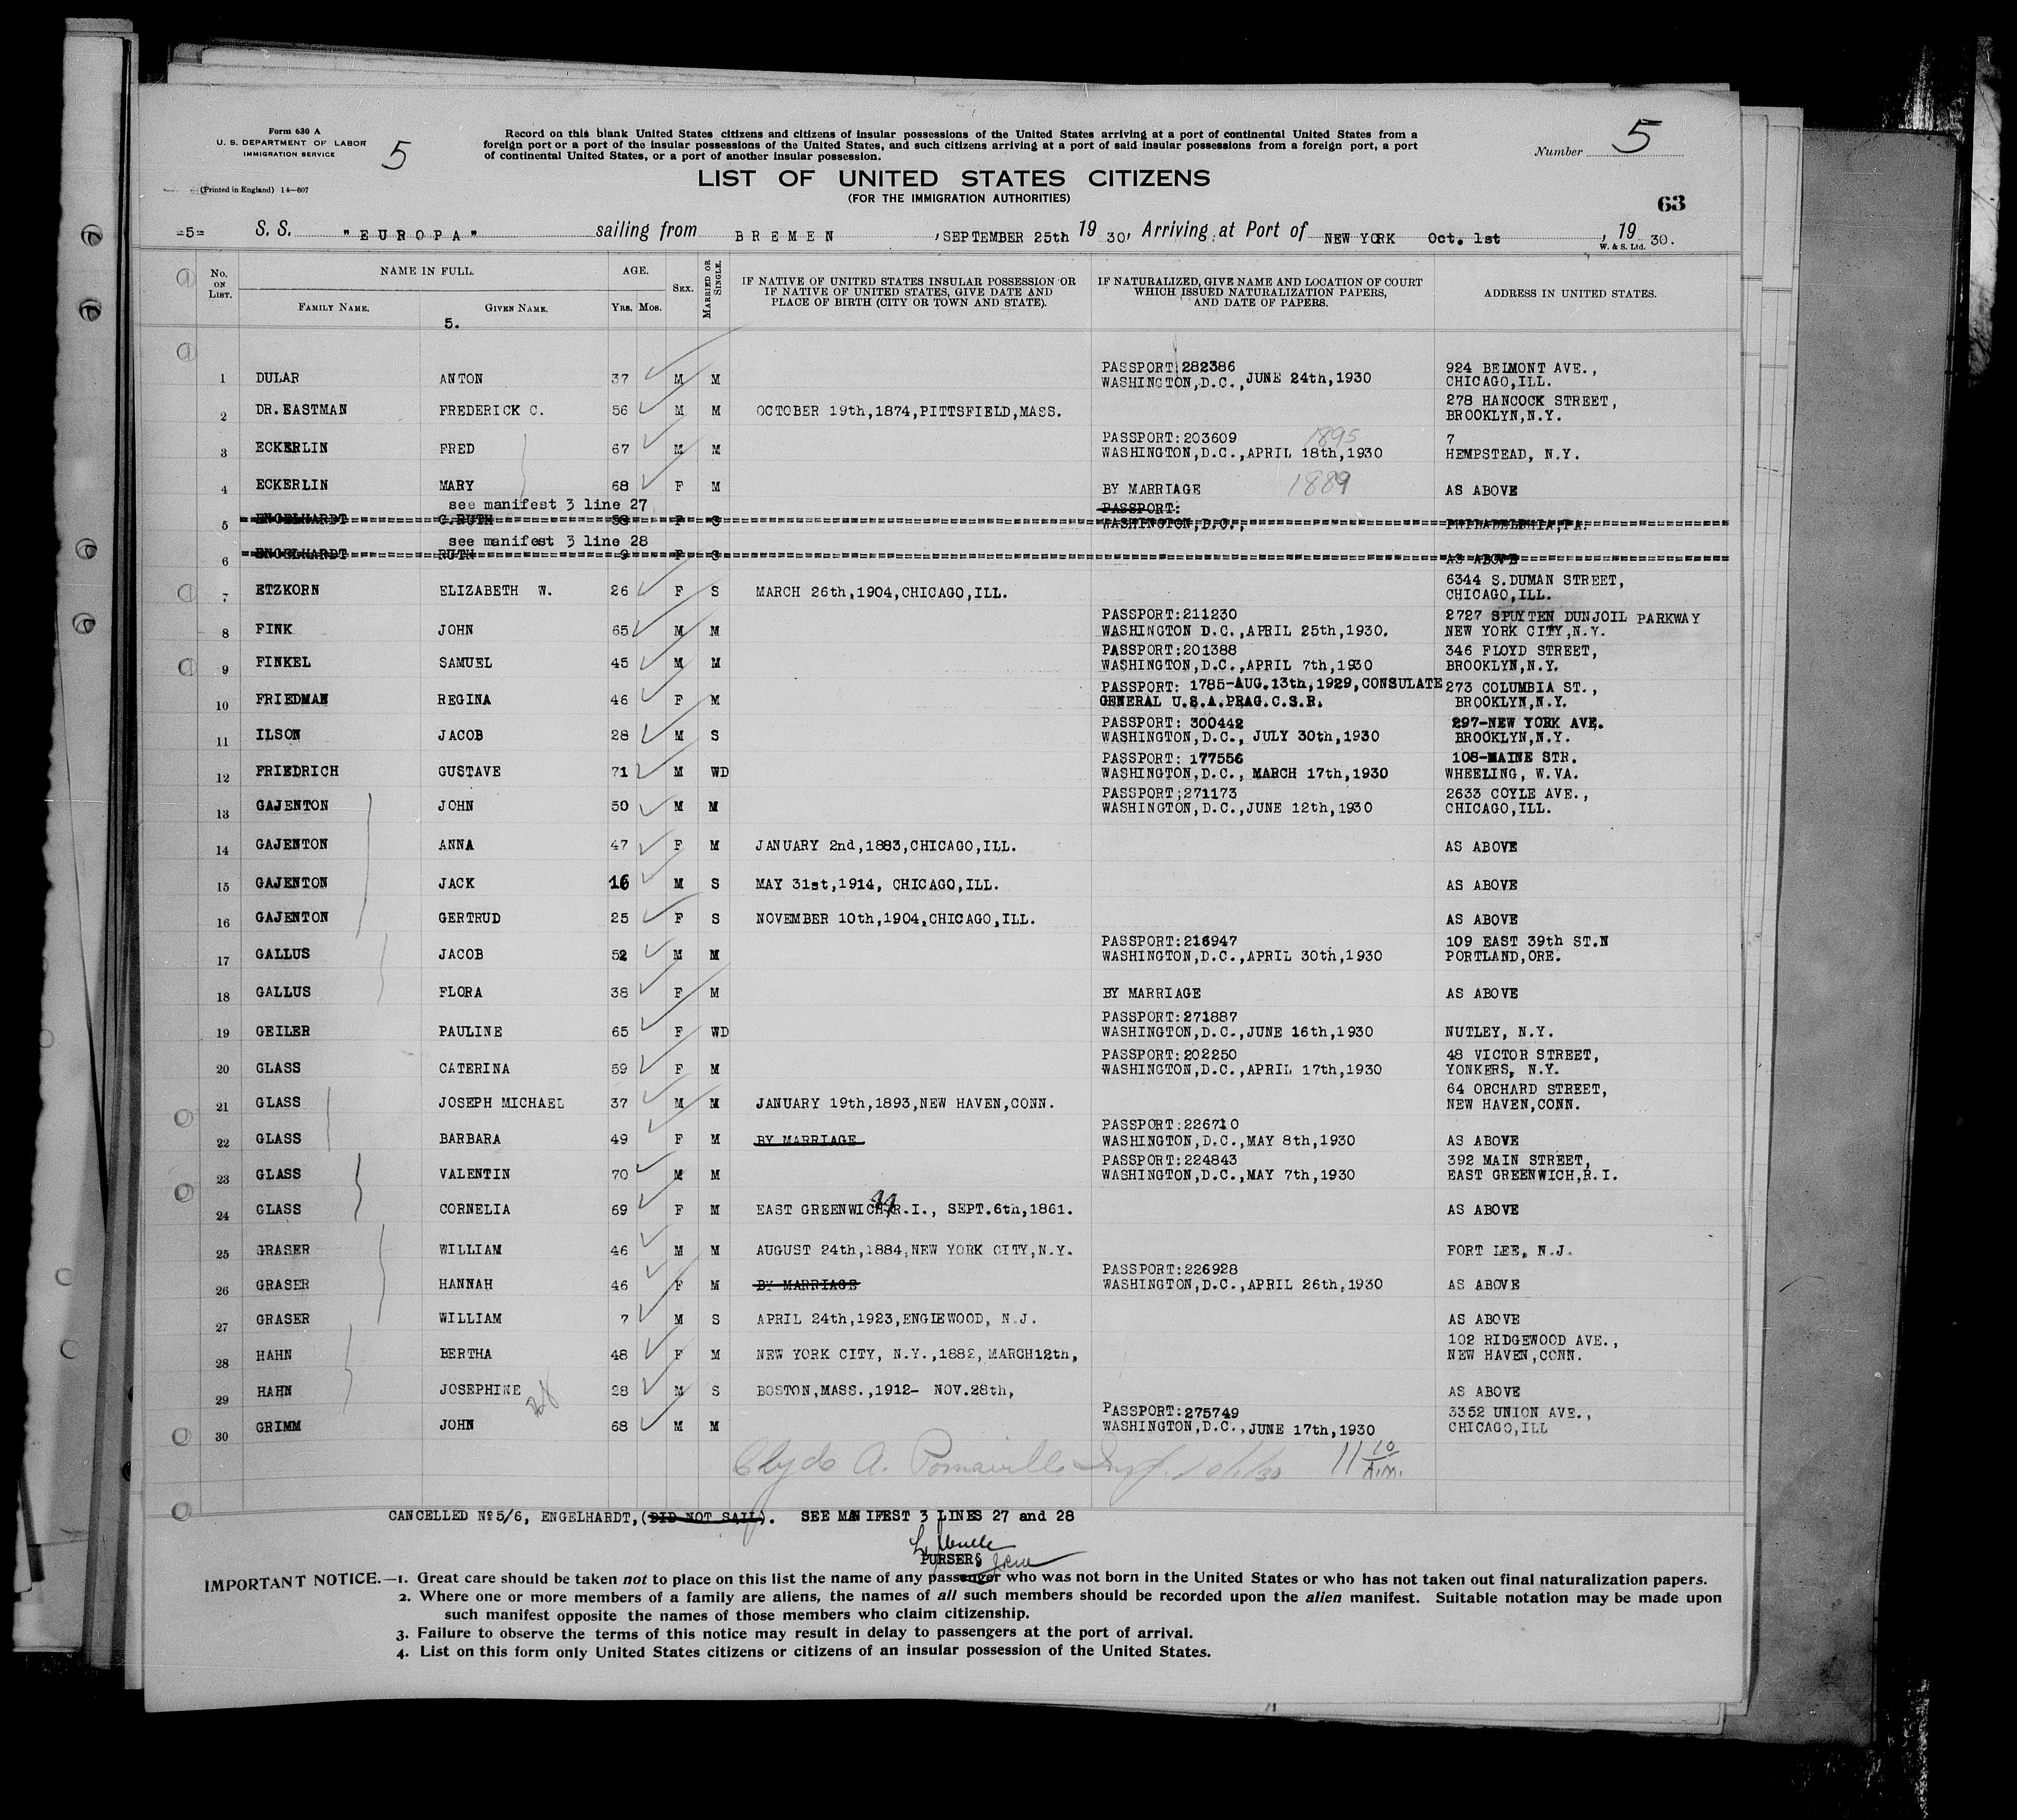 Form 630 A
U. S. DEPARTMENT OF LABOR
IMMIGRATION SERVICE
(Printed in England) 14—607
5
Record on this blank United States citizens and citizens of insular possessions of the United States arriving at a port of continental United States from a
foreign port or a port of the insular possessions of the United States, and such citizens arriving at a port of said insular possessions from a foreign port, a port
of continental United States, or a port of another insular possession.
Number 5
LIST OF UNITED STATES CITIZENS
(FOR THE IMMIGRATION AUTHORITIES)
63
-5- S. S. "EUROPA" sailing from BREMEN, SEPTEMBER 25th 1930, Arriving at Port of NEW YORK Oct. 1st, 1930.
W. & S. Ltd.
No. ON LIST. NAME IN FULL. AGE. SEX. MARRIED OR SINGLE. IF NATIVE OF UNITED STATES INSULAR POSSESSION OR IF NATIVE OF UNITED STATES, GIVE DATE AND PLACE OF BIRTH (CITY OR TOWN AND STATE). IF NATURALIZED, GIVE NAME AND LOCATION OF COURT WHICH ISSUED NATURALIZATION PAPERS, AND DATE OF PAPERS. ADDRESS IN UNITED STATES.
FAMILY NAME. GIVEN NAME. YRS. MOS.
5.
1 DULAR ANTON 37 M M PASSPORT:282386 WASHINGTON,D.C.,JUNE 24th,1930 924 BELMONT AVE., CHICAGO,ILL.
2 DR.EASTMAN FREDERICK C. 56 M M OCTOBER 19th,1874,PITTSFIELD,MASS. 278 HANCOCK STREET, BROOKLYN,N.Y.
3 ECKERLIN FRED 67 M M PASSPORT:203609 1895 WASHINGTON,D.C.,APRIL 18th,1930 7 HEMPSTEAD, N.Y.
4 ECKERLIN MARY 68 F M BY MARRIAGE 1889 AS ABOVE
see manifest 3 line 27
5 ENGELHARDT C.RUTH 38 F S PASSPORT: WASHINGTON,D.C., PHILADELPHIA,PA.
see manifest 3 line 28
6 ENGELHARDT RUTH 9 F S AS ABOVE
7 ETZKORN ELIZABETH W. 26 F S MARCH 26th,1904,CHICAGO,ILL. 6344 S.DUMAN STREET, CHICAGO,ILL.
8 FINK JOHN 65 M M PASSPORT:211230 WASHINGTON D.C.,APRIL 25th,1930. 2727 SPUYTEN DUNJOIL PARKWAY NEW YORK CITY,N.Y.
9 FINKEL SAMUEL 45 M M PASSPORT:201388 WASHINGTON,D.C.,APRIL 7th,1930 346 FLOYD STREET, BROOKLYN,N.Y.
10 FRIEDMAN REGINA 46 F M PASSPORT: 1785-AUG.13th,1929,CONSULATE GENERAL U.S.A.PRAG.C.S.R. 273 COLUMBIA ST., BROOKLYN,N.Y.
11 ILSON JACOB 28 M S PASSPORT: 300442 WASHINGTON,D.C., JULY 30th,1930 297-NEW YORK AVE. BROOKLYN,N.Y.
12 FRIEDRICH GUSTAVE 71 M WD PASSPORT: 177556 WASHINGTON,D.C., MARCH 17th,1930 108-MAINE STR. WHEELING, W.VA.
13 GAJENTON JOHN 50 M M PASSPORT;271173 WASHINGTON,D.C.,JUNE 12th,1930 2633 COYLE AVE., CHICAGO,ILL.
14 GAJENTON ANNA 47 F M JANUARY 2nd,1883,CHICAGO,ILL. AS ABOVE
15 GAJENTON JACK 16 M S MAY 31st,1914, CHICAGO,ILL. AS ABOVE
16 GAJENTON GERTRUD 25 F S NOVEMBER 10th,1904,CHICAGO,ILL. AS ABOVE
17 GALLUS JACOB 52 M M PASSPORT:216947 WASHINGTON,D.C.,APRIL 30th,1930 109 EAST 39th ST.N PORTLAND,ORE.
18 GALLUS FLORA 38 F M BY MARRIAGE AS ABOVE
19 GEILER PAULINE 65 F WD PASSPORT:271887 WASHINGTON,D.C.,JUNE 16th,1930 NUTLEY, N.Y.
20 GLASS CATERINA 59 F M PASSPORT:202250 WASHINGTON,D.C.,APRIL 17th,1930 48 VICTOR STREET, YONKERS, N.Y.
21 GLASS JOSEPH MICHAEL 37 M M JANUARY 19th,1893,NEW HAVEN,CONN. 64 ORCHARD STREET, NEW HAVEN,CONN.
22 GLASS BARBARA 49 F M BY MARRIAGE PASSPORT:226710 WASHINGTON,D.C.,MAY 8th,1930 AS ABOVE
23 GLASS VALENTIN 70 M M PASSPORT:224843 WASHINGTON,D.C.,MAY 7th,1930 392 MAIN STREET, EAST GREENWICH,R.I.
24 GLASS CORNELIA 69 F M EAST GREENWICH,R.I., SEPT.6th,1861. AS ABOVE
25 GRASER WILLIAM 46 M M AUGUST 24th,1884,NEW YORK CITY,N.Y. FORT LEE, N.J.
26 GRASER HANNAH 46 F M BY MARRIAGE PASSPORT:226928 WASHINGTON,D.C.,APRIL 26th,1930 AS ABOVE
27 GRASER WILLIAM 7 M S APRIL 24th,1923,ENGLEWOOD, N.J. AS ABOVE
28 HAHN BERTHA 48 F M NEW YORK CITY, N.Y.,1882, MARCH12th, 102 RIDGEWOOD AVE., NEW HAVEN,CONN.
29 HAHN JOSEPHINE 28 M S BOSTON,MASS.,1912- NOV.28th, AS ABOVE
30 GRIMM JOHN 68 M M PASSPORT:275749 WASHINGTON,D.C.,JUNE 17th,1930 3352 UNION AVE., CHICAGO,ILL
Clyde A. Insp. 10/1/30 11 10 A.M.
CANCELLED Nº5/6, ENGELHARDT,(DID NOT SAIL). SEE MANIFEST 3 LINES 27 and 28
PURSERS
IMPORTANT NOTICE.—1. Great care should be taken not to place on this list the name of any passenger who was not born in the United States or who has not taken out final naturalization papers.
2. Where one or more members of a family are aliens, the names of all such members should be recorded upon the alien manifest. Suitable notation may be made upon
such manifest opposite the names of those members who claim citizenship.
3. Failure to observe the terms of this notice may result in delay to passengers at the port of arrival.
4. List on this form only United States citizens or citizens of an insular possession of the United States.